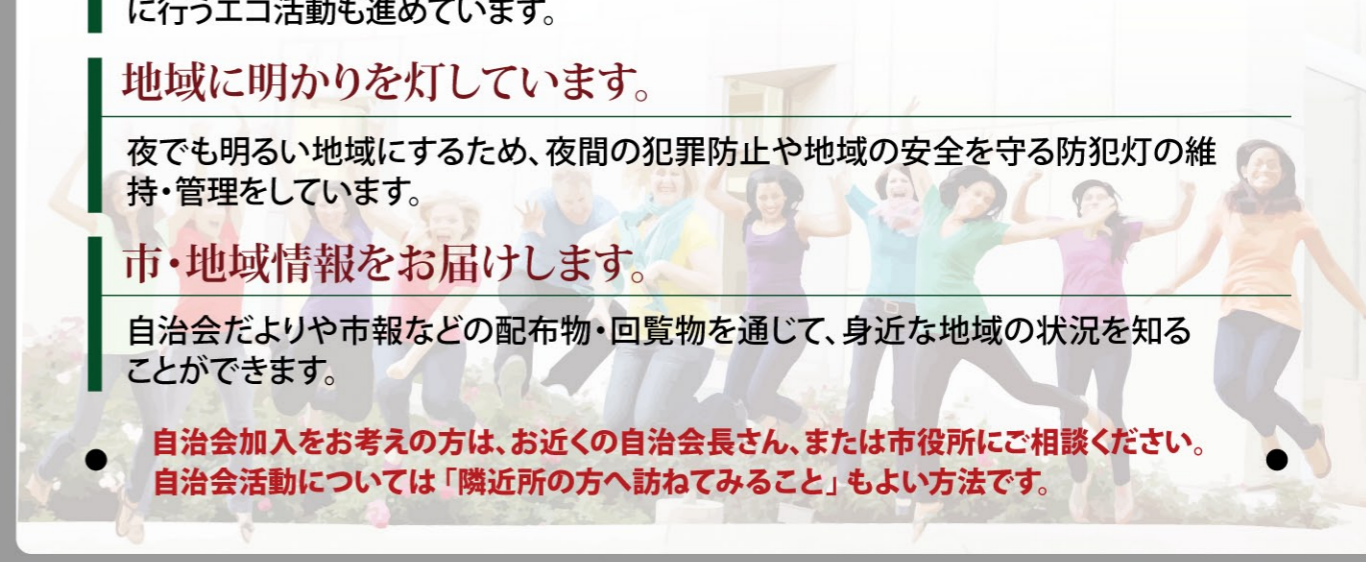 に行うエコ活動も進めています。
地域に明かりを灯しています。
夜でも明るい地域にするため、夜間の犯罪防止や地域の安全を守る防犯灯の維
持・管理をしています。
市・地域情報をお届けします。
自治会だよりや市報などの配布物・回覧物を通じて、身近な地域の状況を知る
ことができます。
自治会加入をお考えの方は、お近くの自治会長さん、または市役所にご相談ください。
自治会活動については「隣近所の方へ訪ねてみること」もよい方法です。